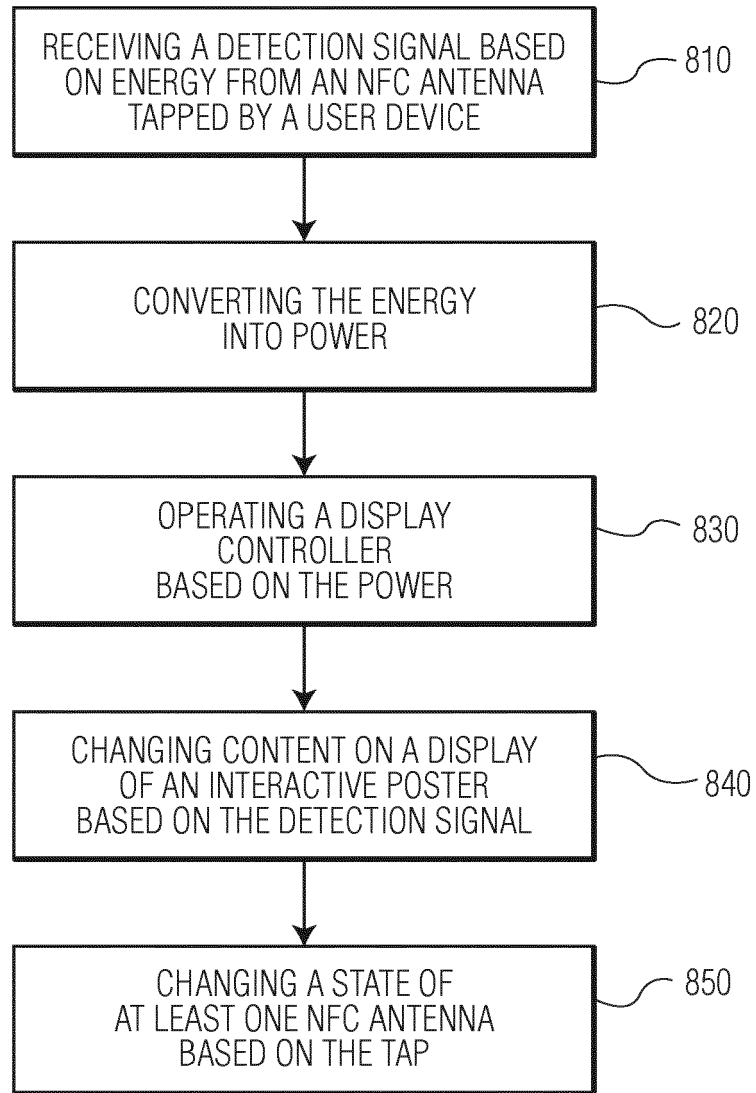 RECEIVING A DETECTION SIGNAL BASED
ON ENERGY FROM AN NFC ANTENNA
TAPPED BY A USER DEVICE
810
CONVERTING THE ENERGY
INTO POWER
820
OPERATING A DISPLAY
CONTROLLER
BASED ON THE POWER
830
CHANGING CONTENT ON A DISPLAY
OF AN INTERACTIVE POSTER
BASED ON THE DETECTION SIGNAL
840
CHANGING A STATE OF
AT LEAST ONE NFC ANTENNA
BASED ON THE TAP
850